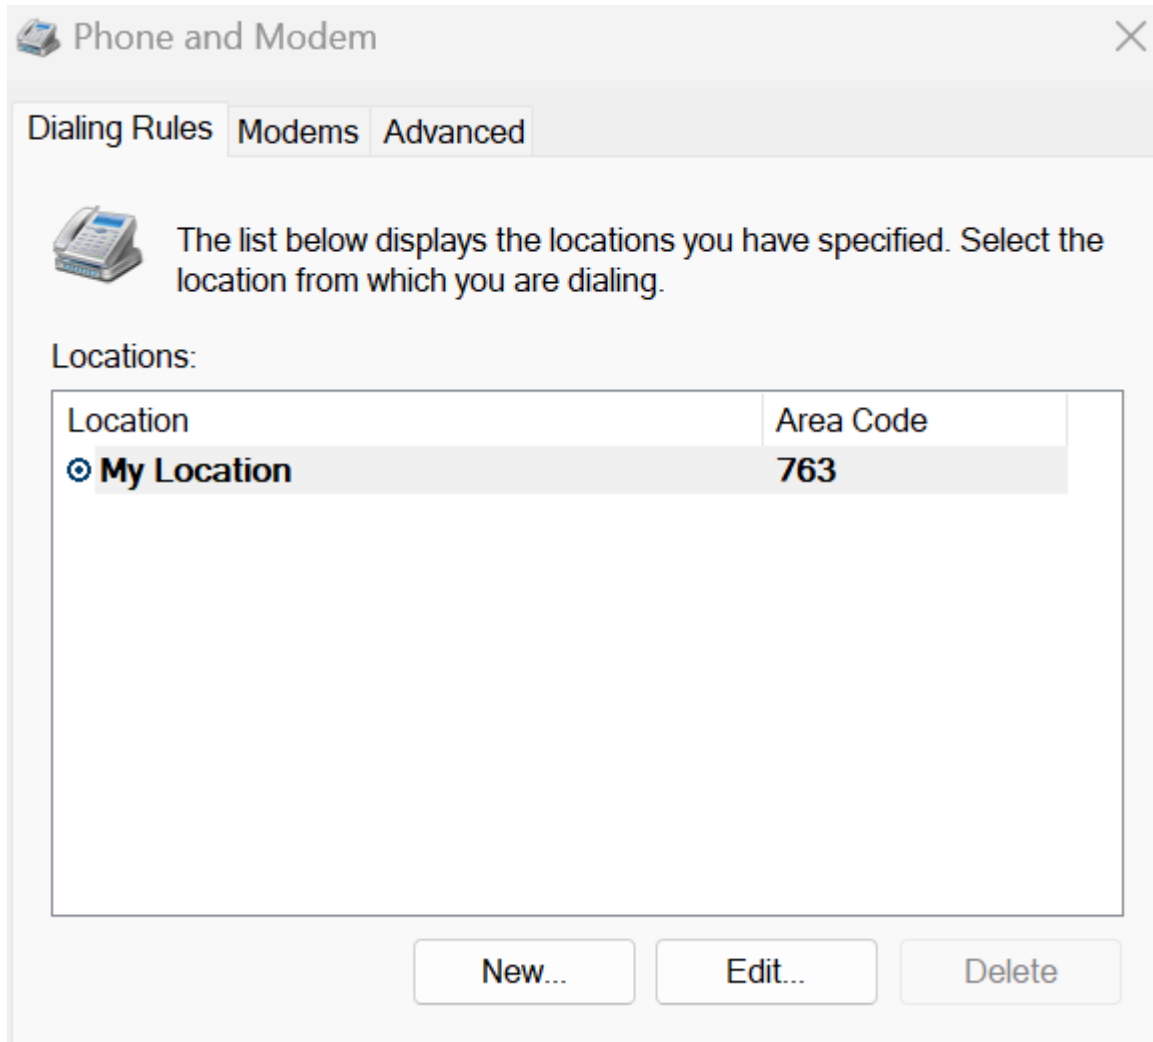 Phone and Modem
Dialing Rules Modems Advanced
The list below displays the locations you have specified. Select the
location from which you are dialing.
Locations:
Location Area Code
My Location 763
New... Edit... Delete